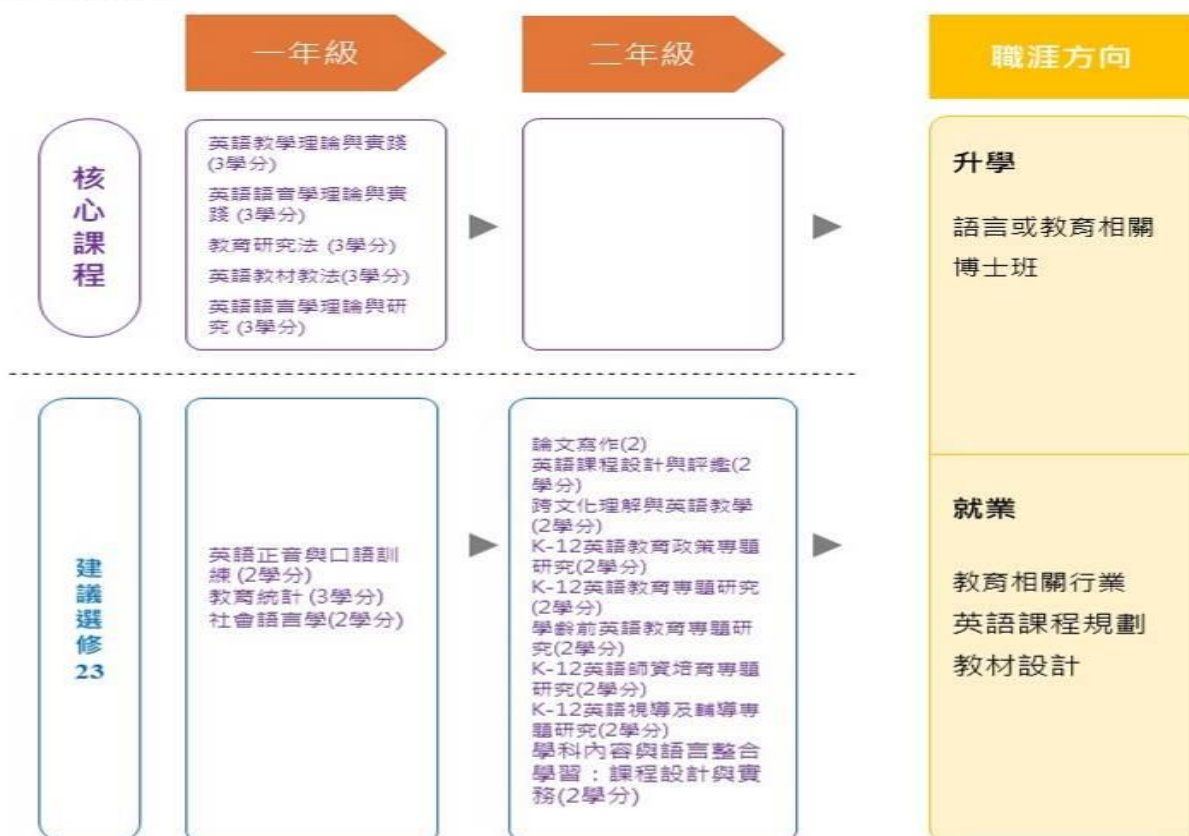 一年級
二年級
職涯方向
核
心
課
程
英語教學理論與實踐
(3學分)
英語語音學理論與實
踐 (3學分)
教育研究法 (3學分)
英語教材教法(3學分)
英語語言學理論與研
究 (3學分)
升學
語言或教育相關
博士班
建
議
選
修
23
英語正音與口語訓
練 (2學分)
教育統計 (3學分)
社會語言學(2學分)
論文寫作(2)
英語課程設計與評鑑(2
學分)
跨文化理解與英語教學
(2學分)
K-12英語教育政策專題
研究(2學分)
K-12英語教育專題研究
(2學分)
學齡前英語教育專題研
究(2學分)
K-12英語師資培育專題
研究(2學分)
K-12英語視導及輔導專
題研究(2學分)
學科內容與語言整合
學習：課程設計與實
務(2學分)
就業
教育相關行業
英語課程規劃
教材設計